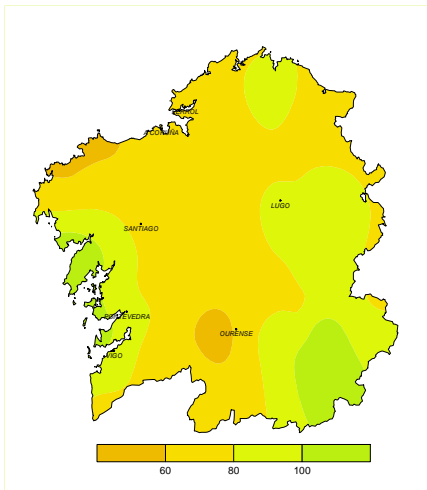 FERROL
A CORUÑA
LUGO
SANTIAGO
PONTEVEDRA
OURENSE
VIGO
60 80 100